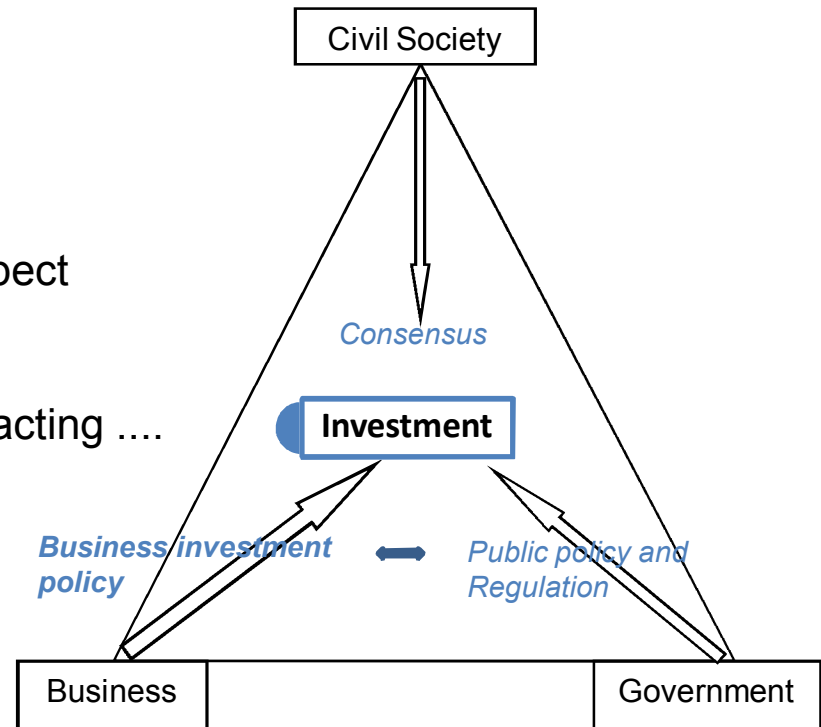 Civil Society
pect
Consensus
acting ....
Investment
Business investment
policy
Public policy and
Regulation
Business
Government